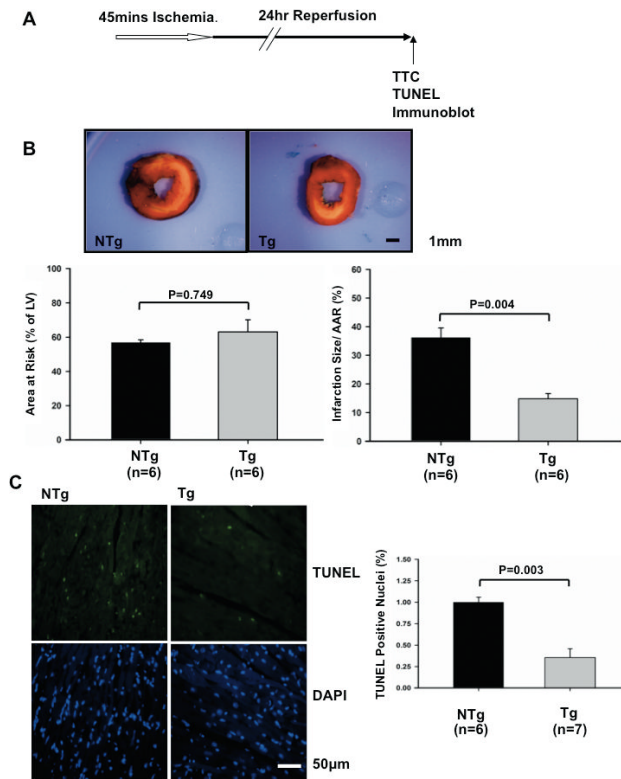 A
45mins Ischemia.
24hr Reperfusion
TTC
TUNEL
Immunoblot
B
NTg
Tg
1mm
Area at Risk (% of LV)
100
80
60
40
20
0
P=0.749
NTg
(n=6)
Tg
(n=6)
Infarction Size/ AAR (%)
60
50
40
30
20
10
0
P=0.004
NTg
(n=6)
Tg
(n=6)
C
NTg
Tg
TUNEL
DAPI
50µm
TUNEL Positive Nuclei (%)
1.50
1.25
1.00
0.75
0.50
0.25
0.00
P=0.003
NTg
(n=6)
Tg
(n=7)